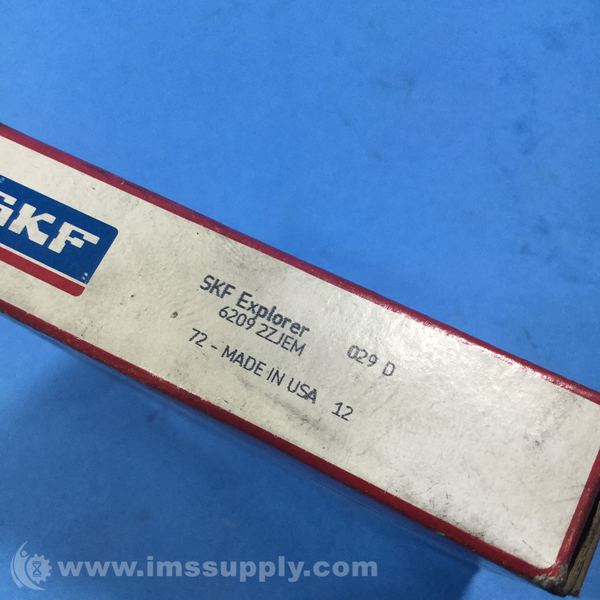 SKF
SKF Explorer
6209 2ZJEM 029 D
72 - MADE IN USA 12
www.imssupply.com